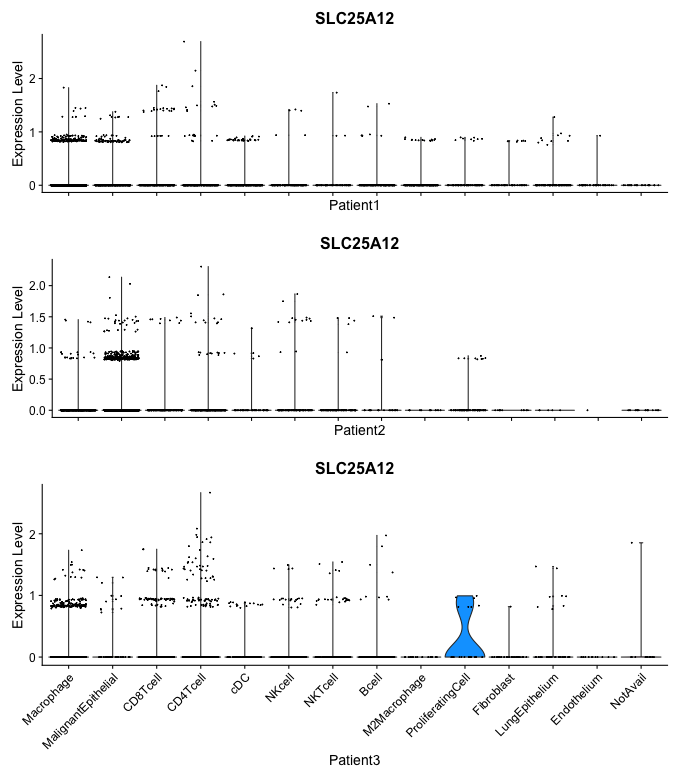 SLC25A12
Expression Level
2
1
0
Patient1
SLC25A12
Expression Level
2.0
1.5
1.0
0.5
0.0
Patient2
SLC25A12
Expression Level
2
1
0
Macrophage
MalignantEpithelial
CD8Tcell
CD4Tcell
cDC
NKcell
NKTcell
Bcell
M2Macrophage
ProliferatingCell
Fibroblast
LungEpithelium
Endothelium
NotAvail
Patient3